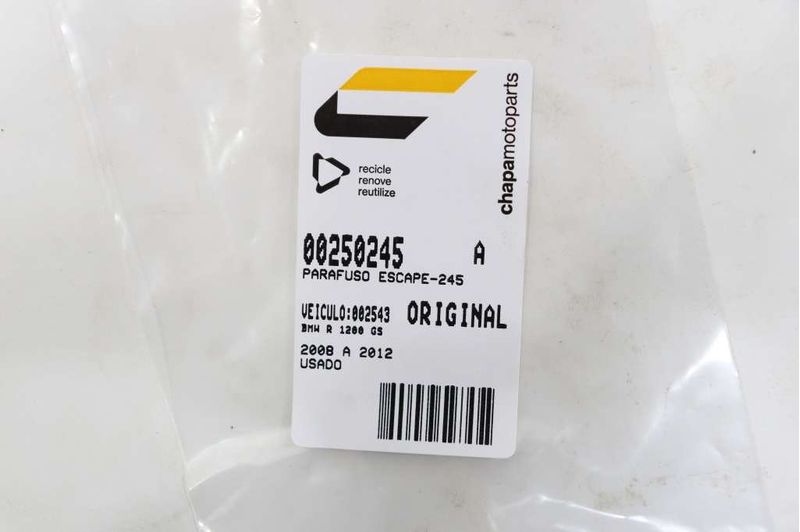 chapamotoparts
recicle
renove
reutilize
00250245 A
PARAFUSO ESCAPE-245
VEICULO:002543 ORIGINAL
BMW R 1200 GS
2008 A 2012
USADO